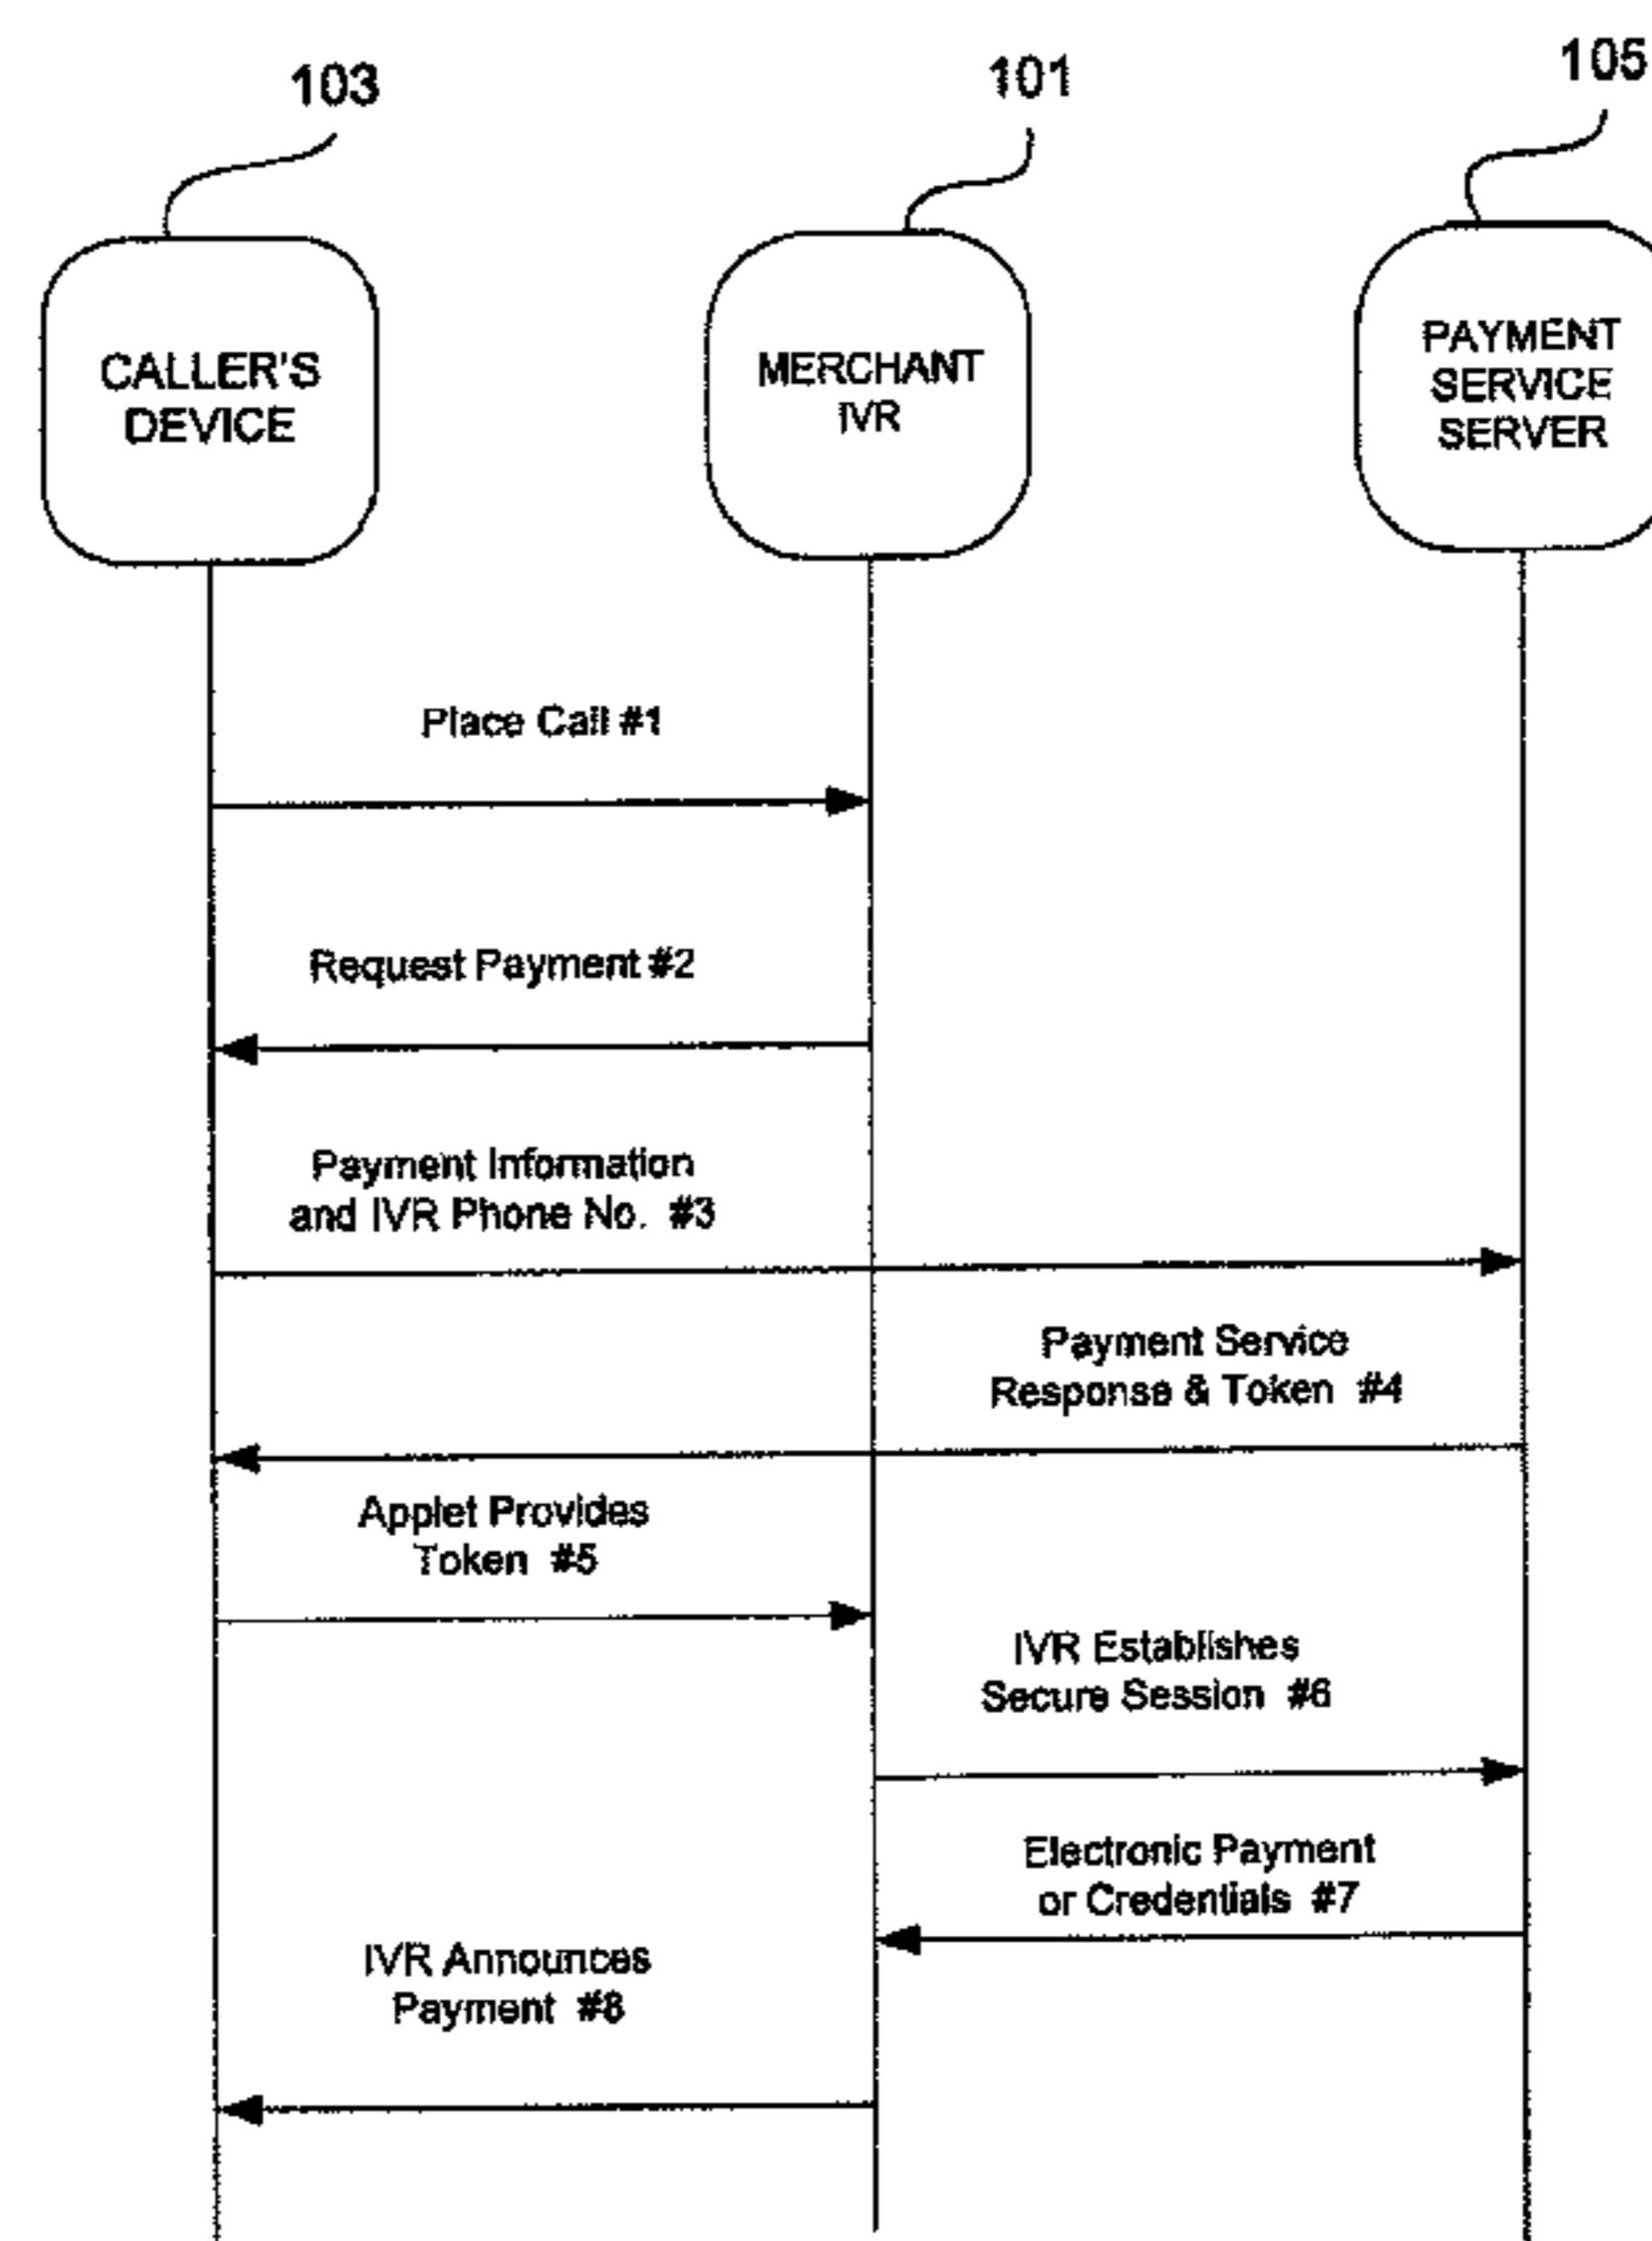 103
101
105
CALLER'S
DEVICE
MERCHANT
IVR
PAYMENT
SERVICE
SERVER
Place Call #1
Request Payment #2
Payment Information
and IVR Phone No. #3
Payment Service
Response & Token #4
Applet Provides
Token #5
IVR Establishes
Secure Session #6
Electronic Payment
or Credentials #7
IVR Announces
Payment #8